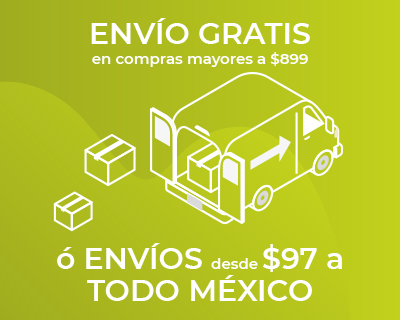 ENVÍO GRATIS
en compras mayores a $899
ó ENVÍOS desde $97 a
TODO MÉXICO